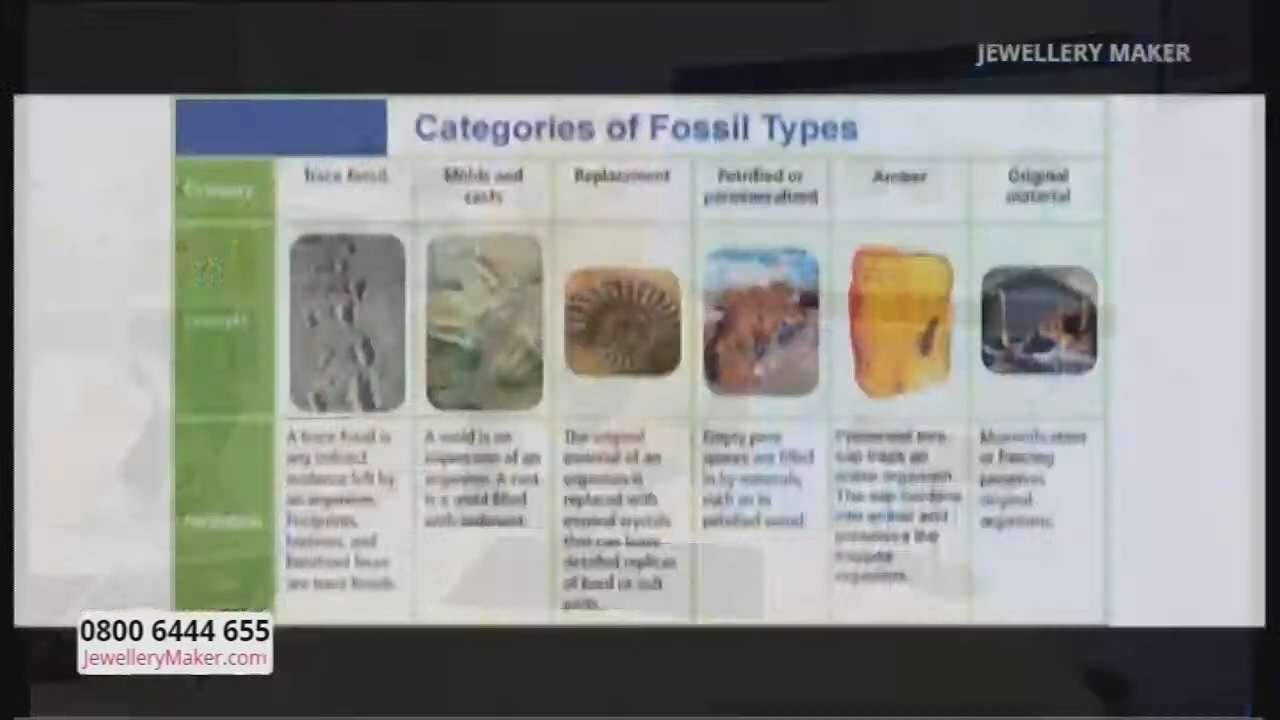 JEWELLERY MAKER
Categories of Fossil Types
Category
Trace fossil
Molds and
casts
Replacement
Petrified or
permineralized
Amber
Original
material
Example
A trace fossil is
any indirect
evidence left by
an organism.
Footprints,
burrows, and
fossilized feces
are trace fossils.
A mold is an
impression of an
organism. A cast
is a mold filled
with sediment.
The original
material of an
organism is
replaced with
mineral crystals
that can leave
detailed replicas
of hard or soft
parts.
Empty pore
spaces are filled
in by minerals,
such as in
petrified wood.
Preserved tree
sap traps an
entire organism.
The sap hardens
into amber and
preserves the
organism.
Mummification
or freezing
preserves
original
organisms.
0800 6444 655
JewelleryMaker.com